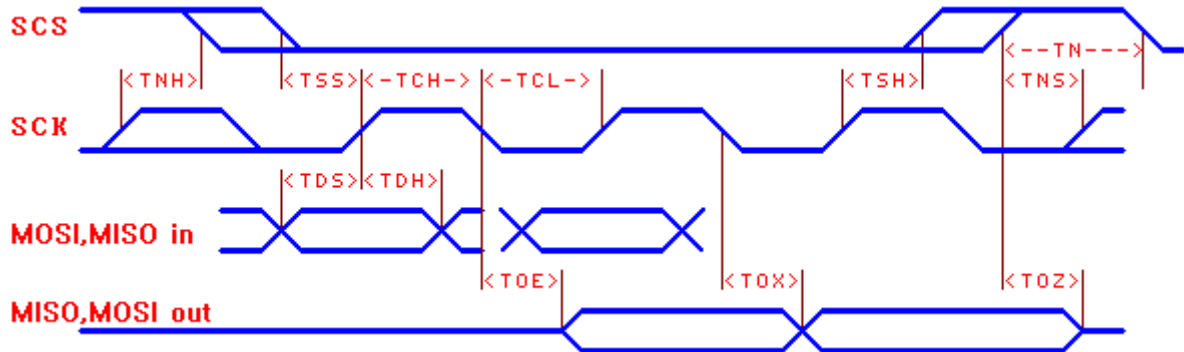 SCS
<--TN--->
<TNH> <TSS> <-TCH-> <-TCL-> <TSH> <TNS>
SCK
<TDS> <TDH>
MOSI,MISO in
<TOE> <TOX> <TOZ>
MISO,MOSI out